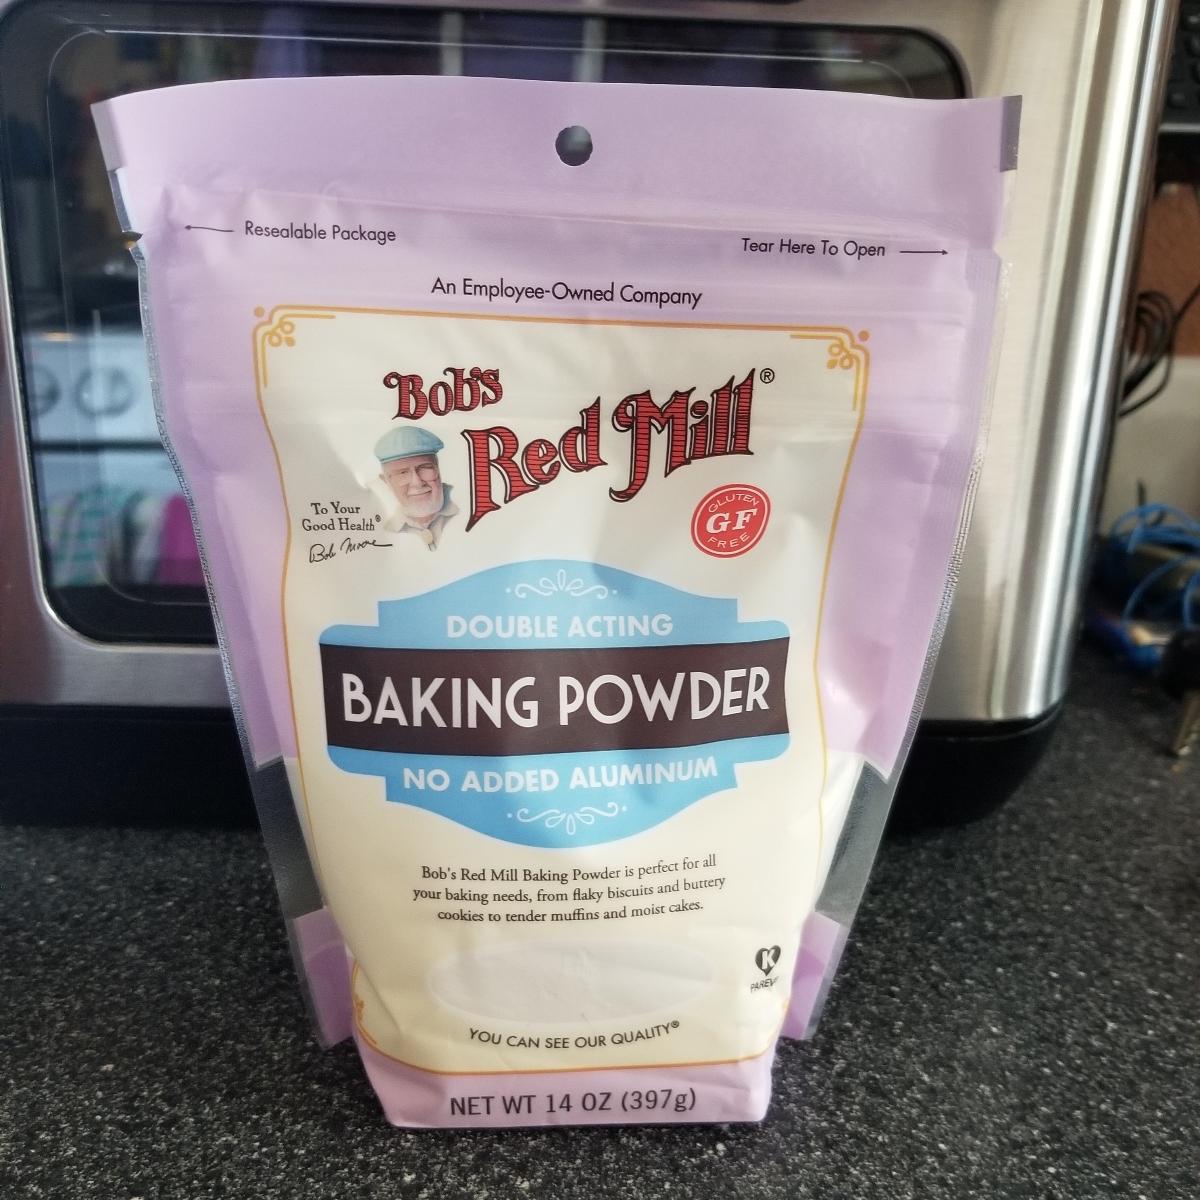 Resealable Package
Tear Here To Open
An Employee-Owned Company
Bob's
Red Mill®
To Your
Good Health®
Bob Moore
GLUTEN
GF
FREE
DOUBLE ACTING
BAKING POWDER
NO ADDED ALUMINUM
Bob's Red Mill Baking Powder is perfect for all
your baking needs, from flaky biscuits and buttery
cookies to tender muffins and moist cakes.
K
PAREVE
YOU CAN SEE OUR QUALITY®
NET WT 14 OZ (397g)